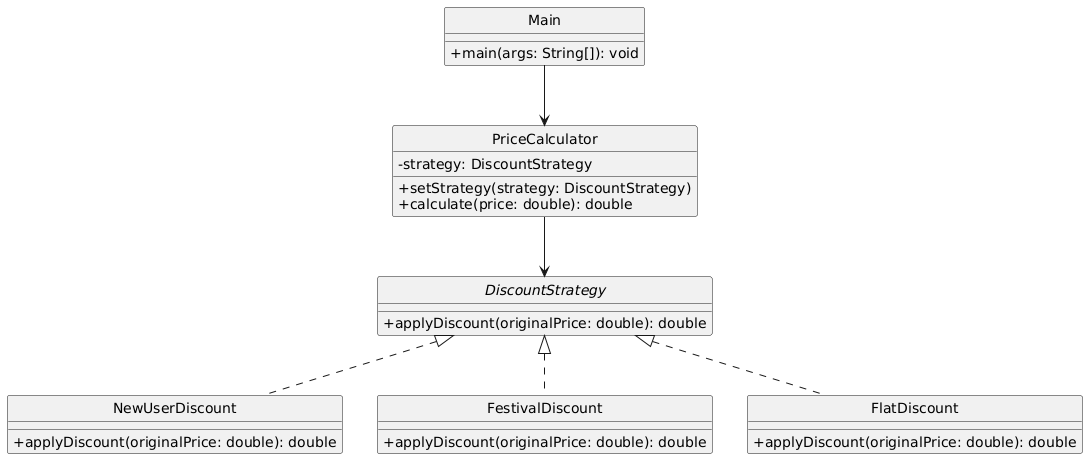 Main
+main(args: String[]): void
PriceCalculator
-strategy: DiscountStrategy
+setStrategy(strategy: DiscountStrategy)
+calculate(price: double): double
DiscountStrategy
+applyDiscount(originalPrice: double): double
NewUserDiscount
+applyDiscount(originalPrice: double): double
FestivalDiscount
+applyDiscount(originalPrice: double): double
FlatDiscount
+applyDiscount(originalPrice: double): double